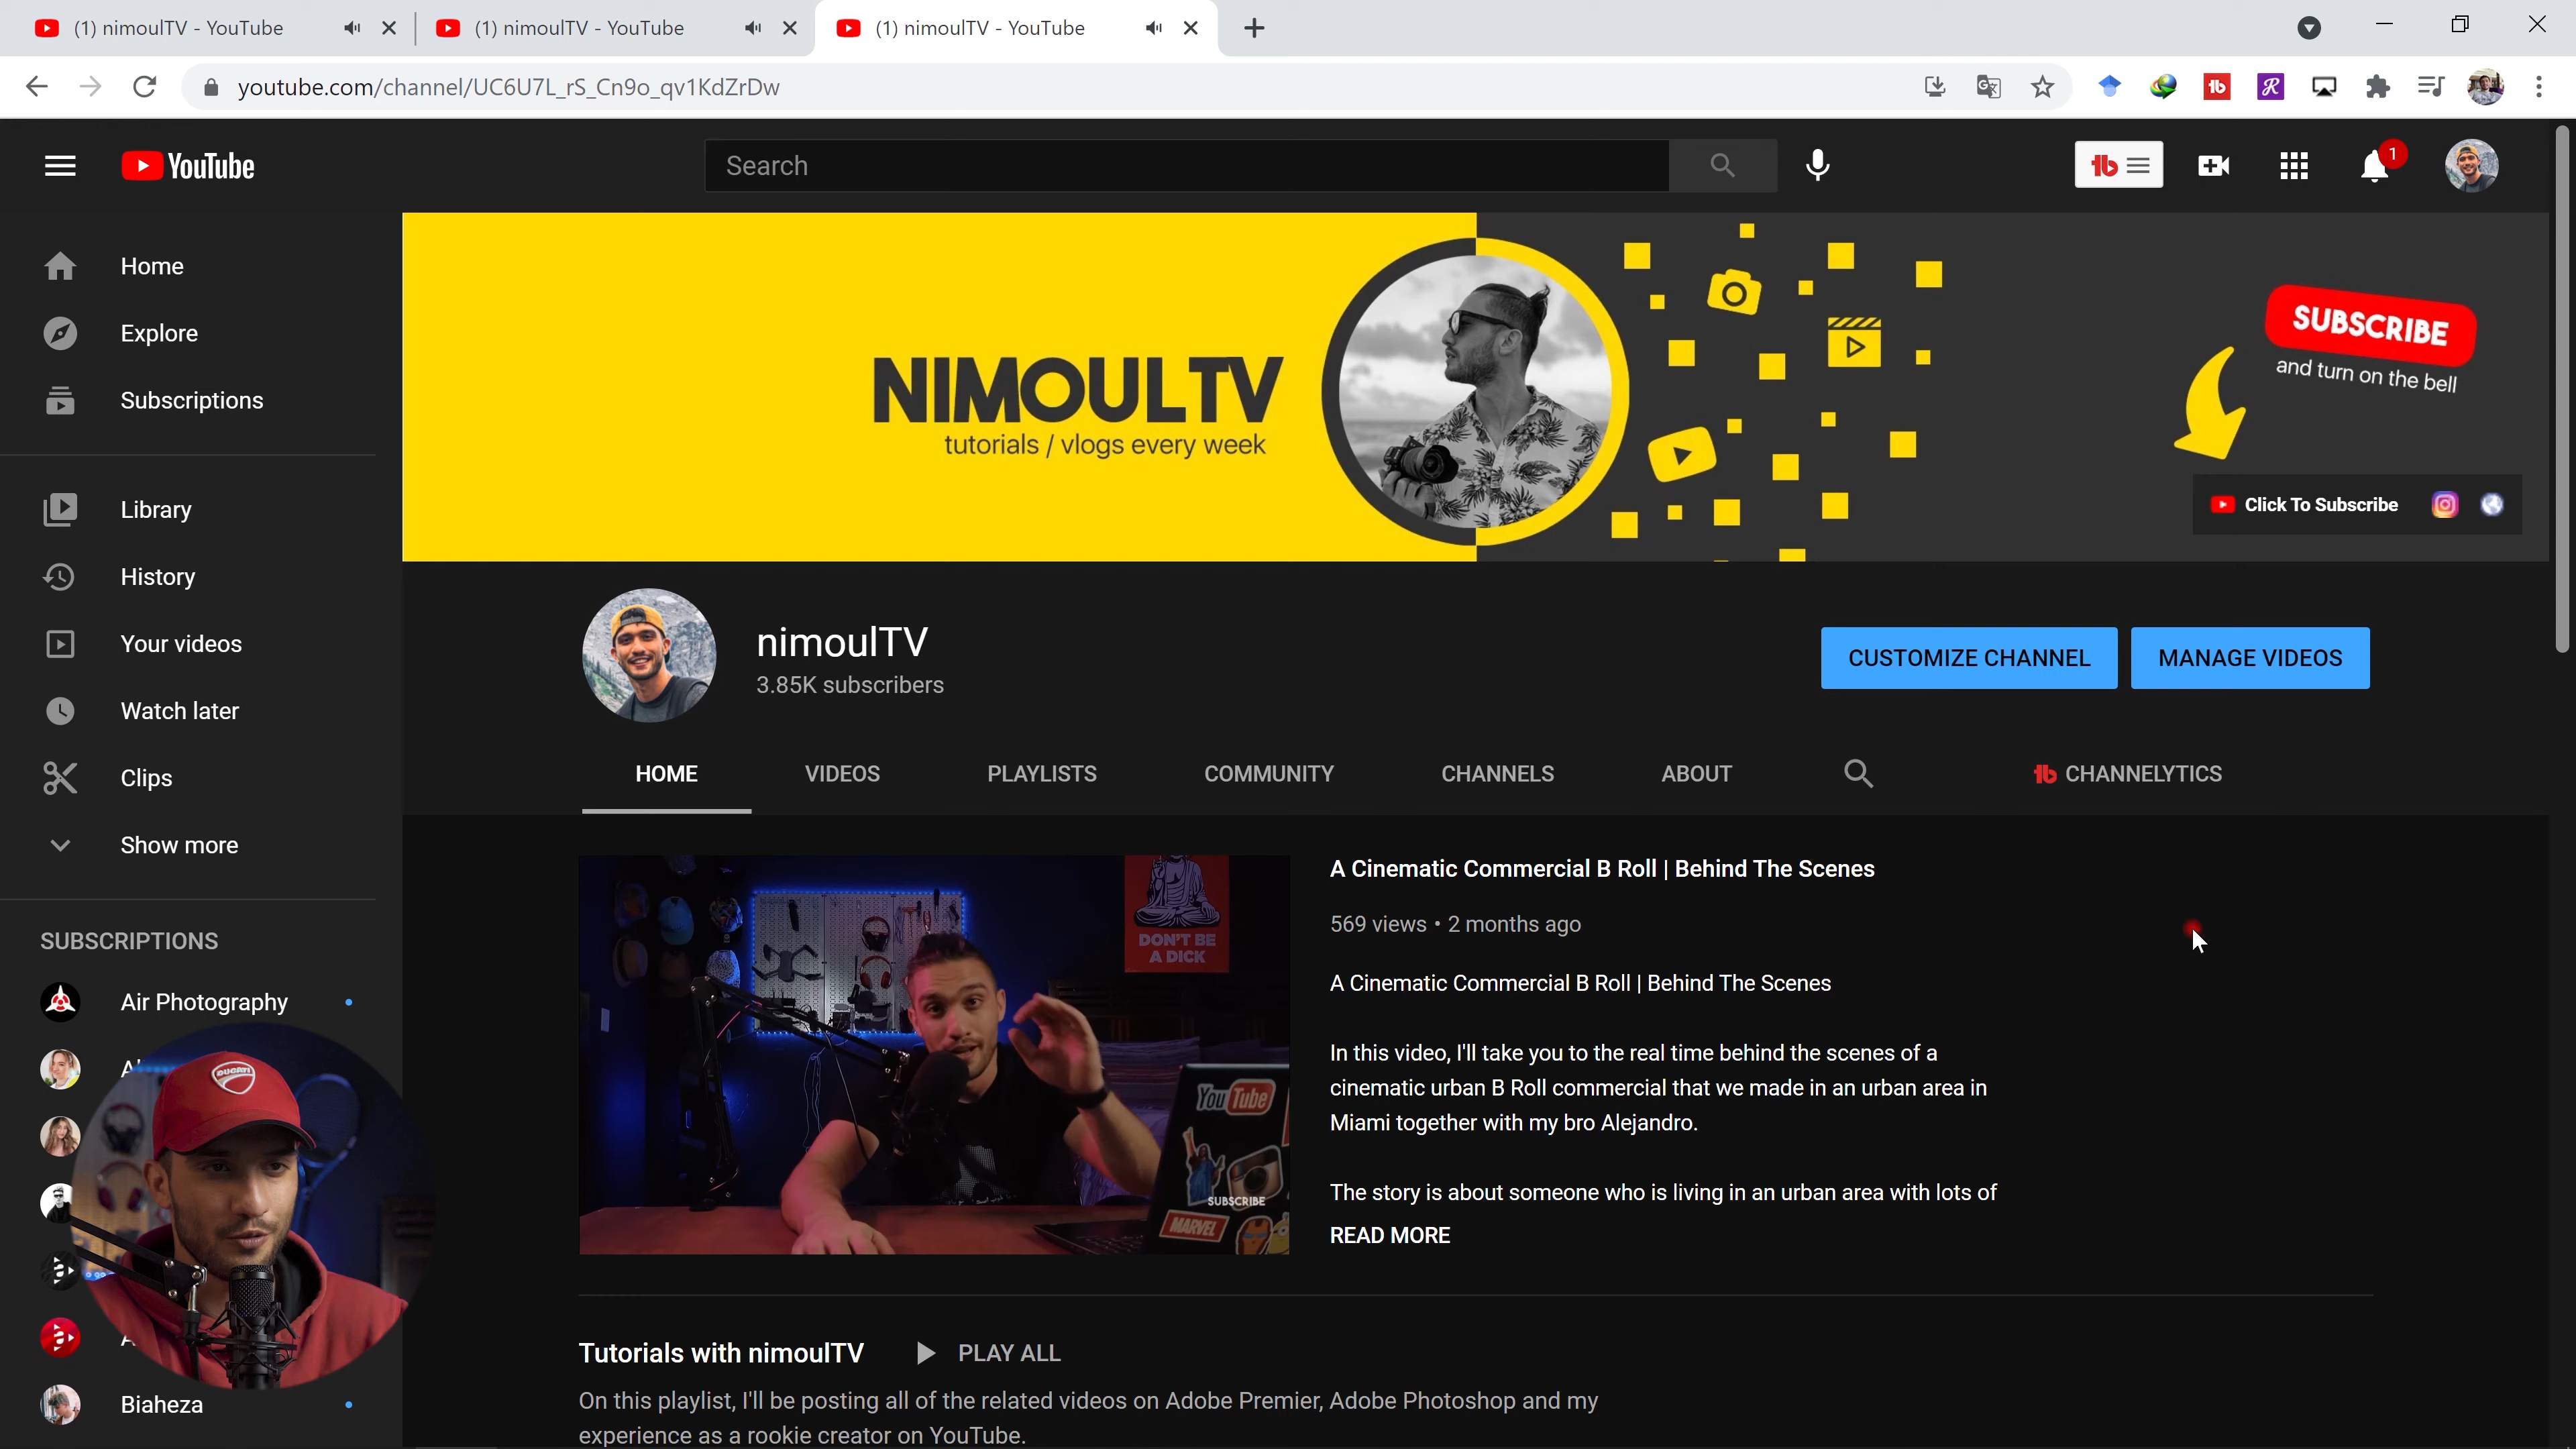 (1) nimoulTV - YouTube
(1) nimoulTV - YouTube
(1) nimoulTV - YouTube
youtube.com/channel/UC6U7L_rS_Cn9o_qv1KdZrDw
YouTube
Search
1
Home
Explore
Subscriptions
Library
History
Your videos
Watch later
Clips
Show more
SUBSCRIPTIONS
Air Photography
Biaheza
NIMOULTV
tutorials / vlogs every week
SUBSCRIBE
and turn on the bell
Click To Subscribe
nimoulTV
3.85K subscribers
CUSTOMIZE CHANNEL
MANAGE VIDEOS
HOME
VIDEOS
PLAYLISTS
COMMUNITY
CHANNELS
ABOUT
CHANNELYTICS
DON'T BE
A DICK
YouTube
SUBSCRIBE
MARVEL
DUCATI
A Cinematic Commercial B Roll | Behind The Scenes
569 views • 2 months ago
A Cinematic Commercial B Roll | Behind The Scenes
In this video, I'll take you to the real time behind the scenes of a
cinematic urban B Roll commercial that we made in an urban area in
Miami together with my bro Alejandro.
The story is about someone who is living in an urban area with lots of
READ MORE
Tutorials with nimoulTV
PLAY ALL
On this playlist, I'll be posting all of the related videos on Adobe Premier, Adobe Photoshop and my
experience as a rookie creator on YouTube.